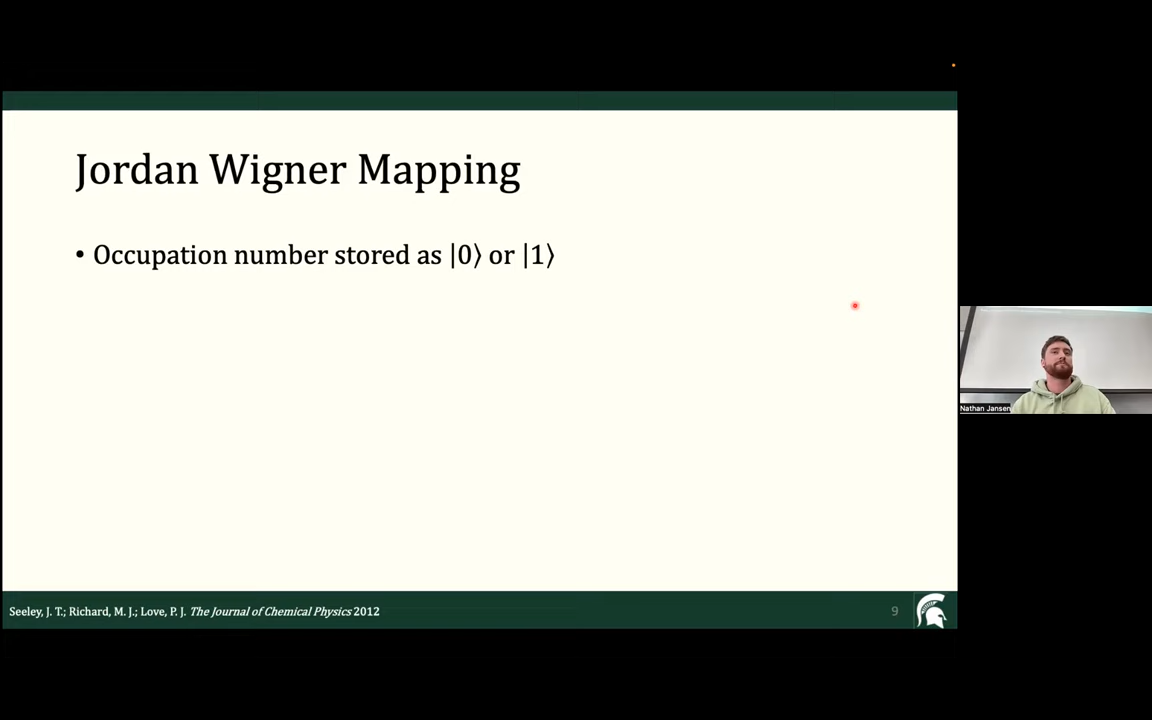 Jordan Wigner Mapping
• Occupation number stored as |0⟩ or |1⟩
Nathan Jansen
Seeley, J. T.; Richard, M. J.; Love, P. J. The Journal of Chemical Physics 2012
9